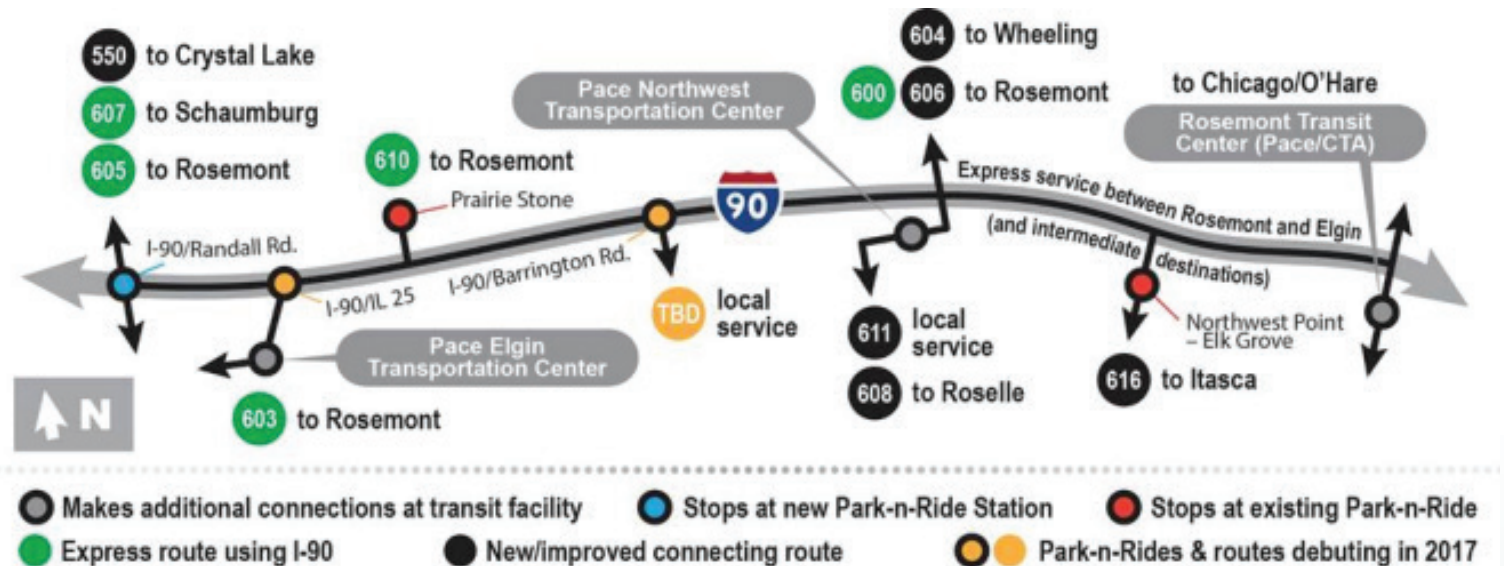 550 to Crystal Lake
607 to Schaumburg
605 to Rosemont
610 to Rosemont
Prairie Stone
I-90/Randall Rd.
I-90/IL 25
I-90/Barrington Rd.
Pace Elgin
Transportation Center
603 to Rosemont
N
TBD local
service
90
Pace Northwest
Transportation Center
604 to Wheeling
600 606 to Rosemont
611 local
service
608 to Roselle
Express service between Rosemont and Elgin
(and intermediate destinations)
to Chicago/O'Hare
Rosemont Transit
Center (Pace/CTA)
Northwest Point
– Elk Grove
616 to Itasca
Makes additional connections at transit facility
Stops at new Park-n-Ride Station
Stops at existing Park-n-Ride
Express route using I-90
New/improved connecting route
Park-n-Rides & routes debuting in 2017